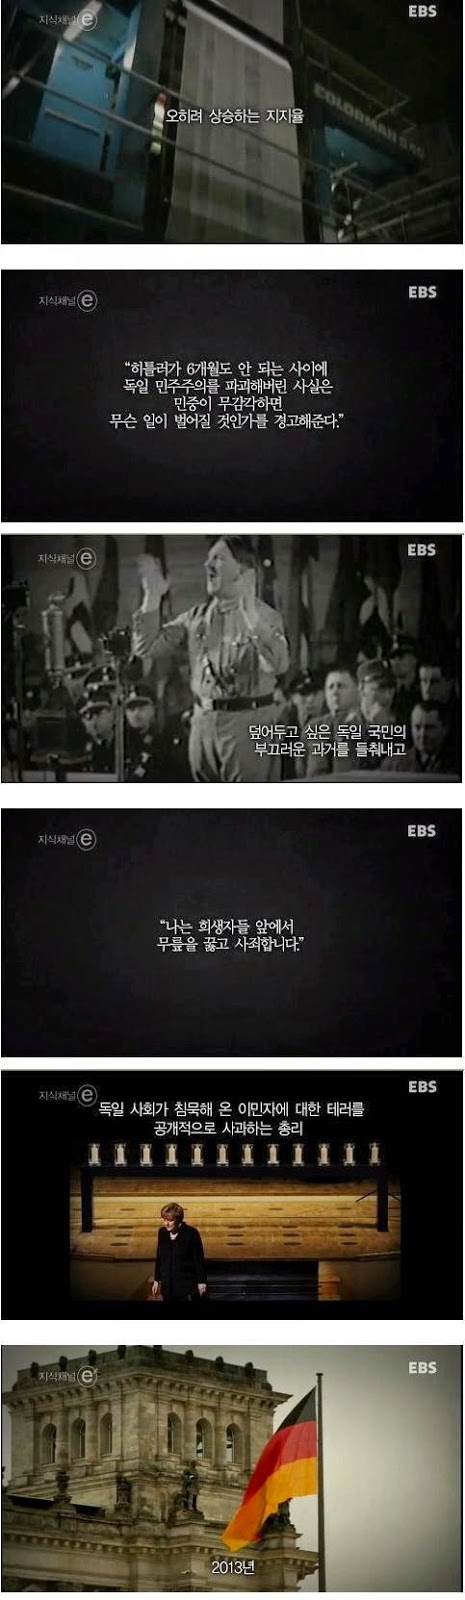 지식채널 e
EBS
오히려 상승하는 지지율
COLORMAN
지식채널 e
EBS
“히틀러가 6개월도 안 되는 사이에
독일 민주주의를 파괴해버린 사실은
민중이 무감각하면
무슨 일이 벌어질 것인가를 경고해준다.”
지식채널 e
EBS
덮어두고 싶은 독일 국민의
부끄러운 과거를 들춰내고
지식채널 e
EBS
“나는 희생자들 앞에서
무릎을 꿇고 사죄합니다.”
지식채널 e
EBS
독일 사회가 침묵해 온 이민자에 대한 테러를
공개적으로 사과하는 총리
지식채널 e
EBS
2013년